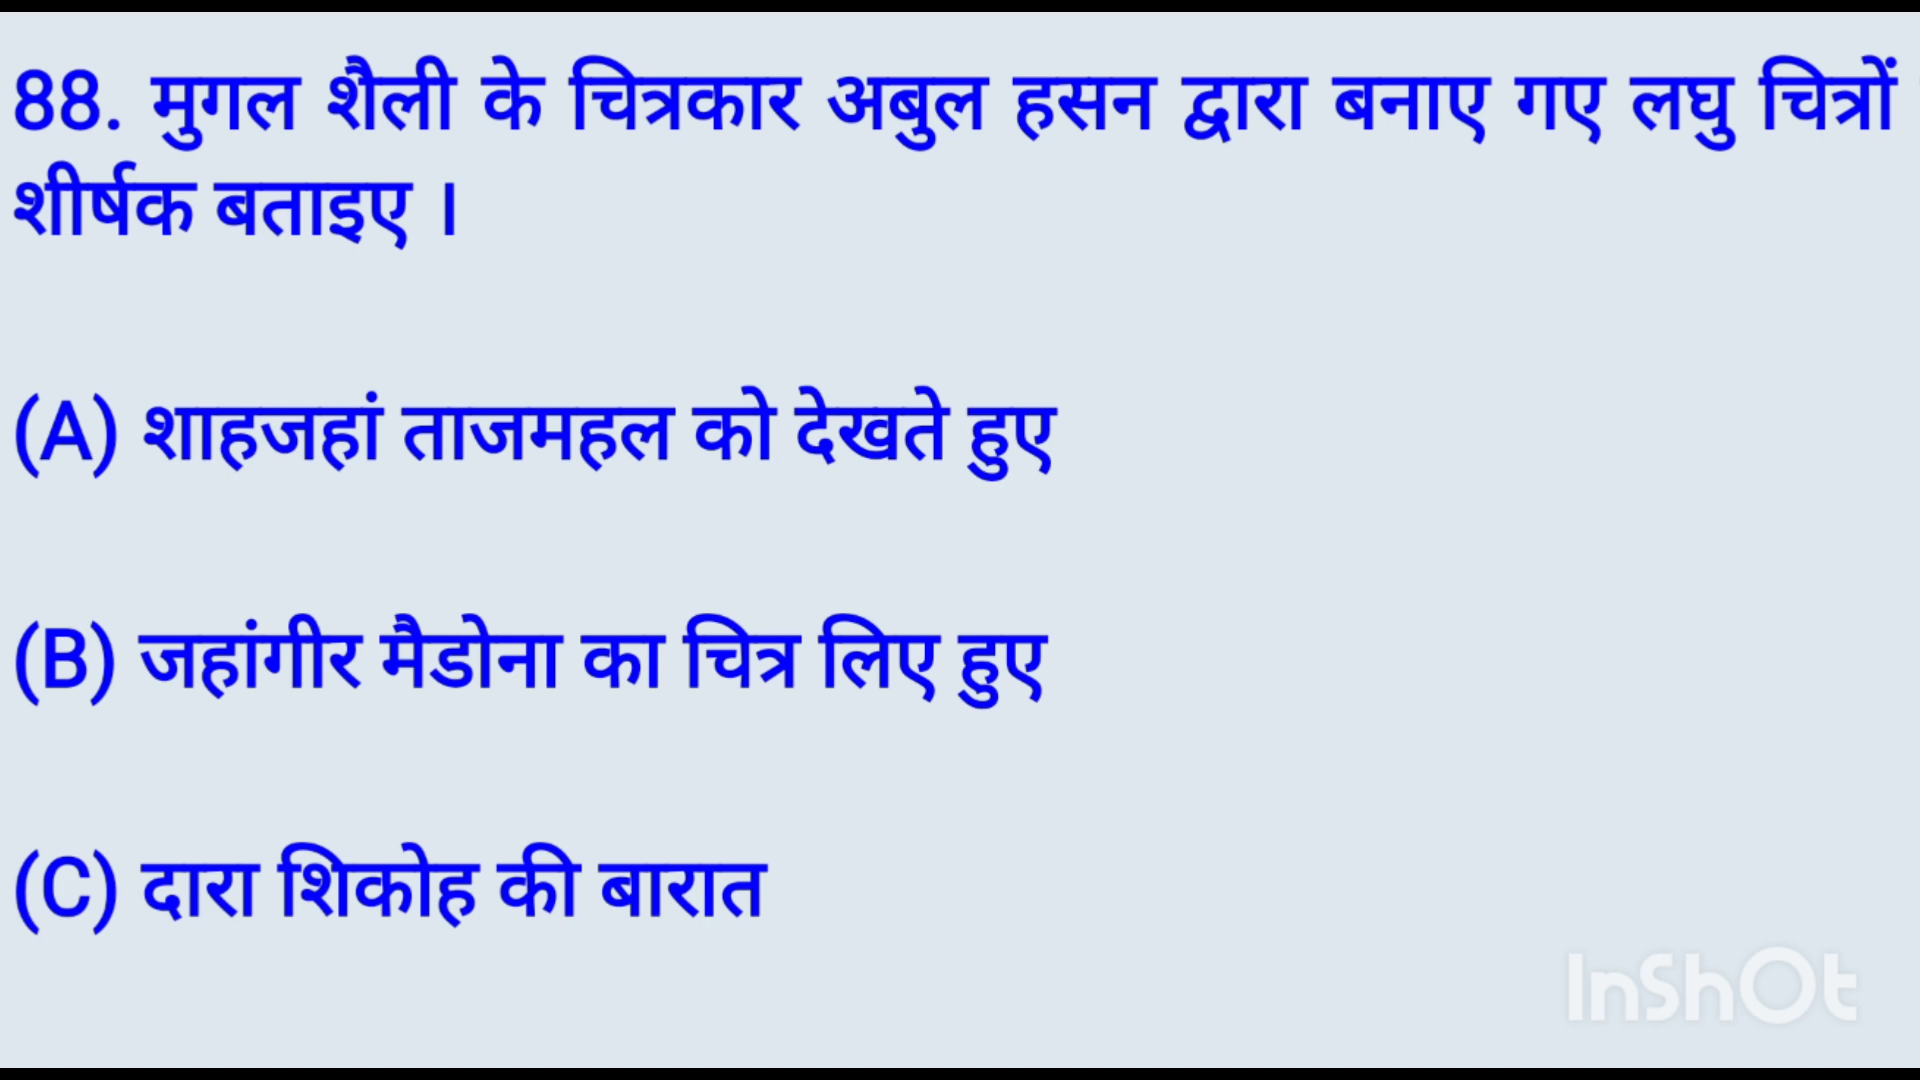 88. मुगल शैली के चित्रकार अबुल हसन द्वारा बनाए गए लघु चित्रों
शीर्षक बताइए ।
(A) शाहजहां ताजमहल को देखते हुए
(B) जहांगीर मैडोना का चित्र लिए हुए
(C) दारा शिकोह की बारात
InShOt